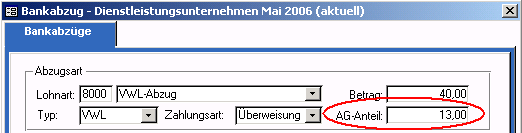 Bankabzug - Dienstleistungsunternehmen Mai 2006 (aktuell)
Bankabzüge
Abzugsart
Lohnart: 8000 VWL-Abzug Betrag: 40,00
Typ: VWL Zahlungsart: Überweisung AG-Anteil: 13,00